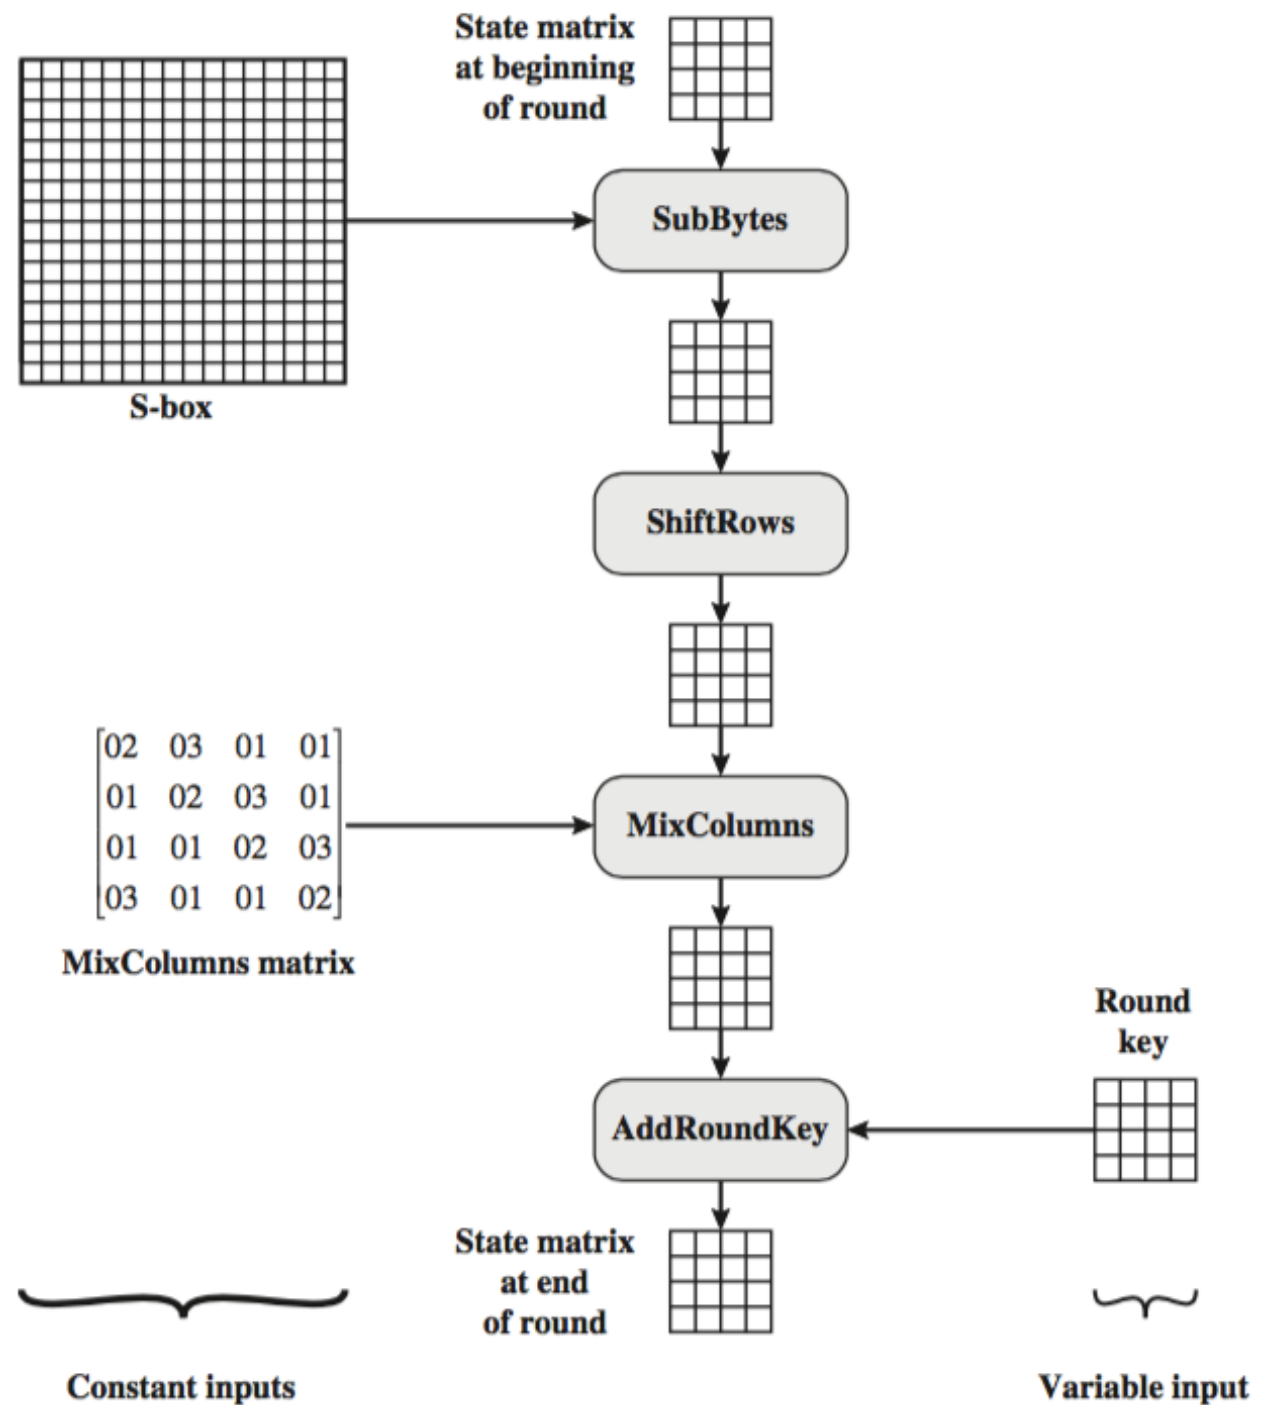 State matrix
at beginning
of round
SubBytes
S-box
ShiftRows
02 03 01 01
01 02 03 01
01 01 02 03
03 01 01 02
MixColumns
MixColumns matrix
Round
key
AddRoundKey
State matrix
at end
of round
Constant inputs
Variable input